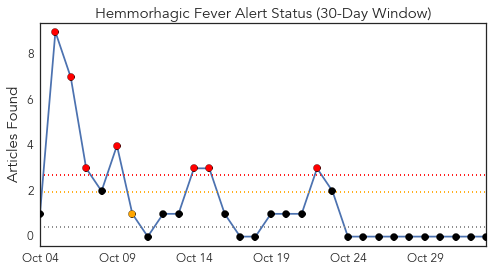 Hemmorhagic Fever Alert Status (30-Day Window)
Articles Found
8
6
4
2
0
Oct 04 Oct 09 Oct 14 Oct 19 Oct 24 Oct 29